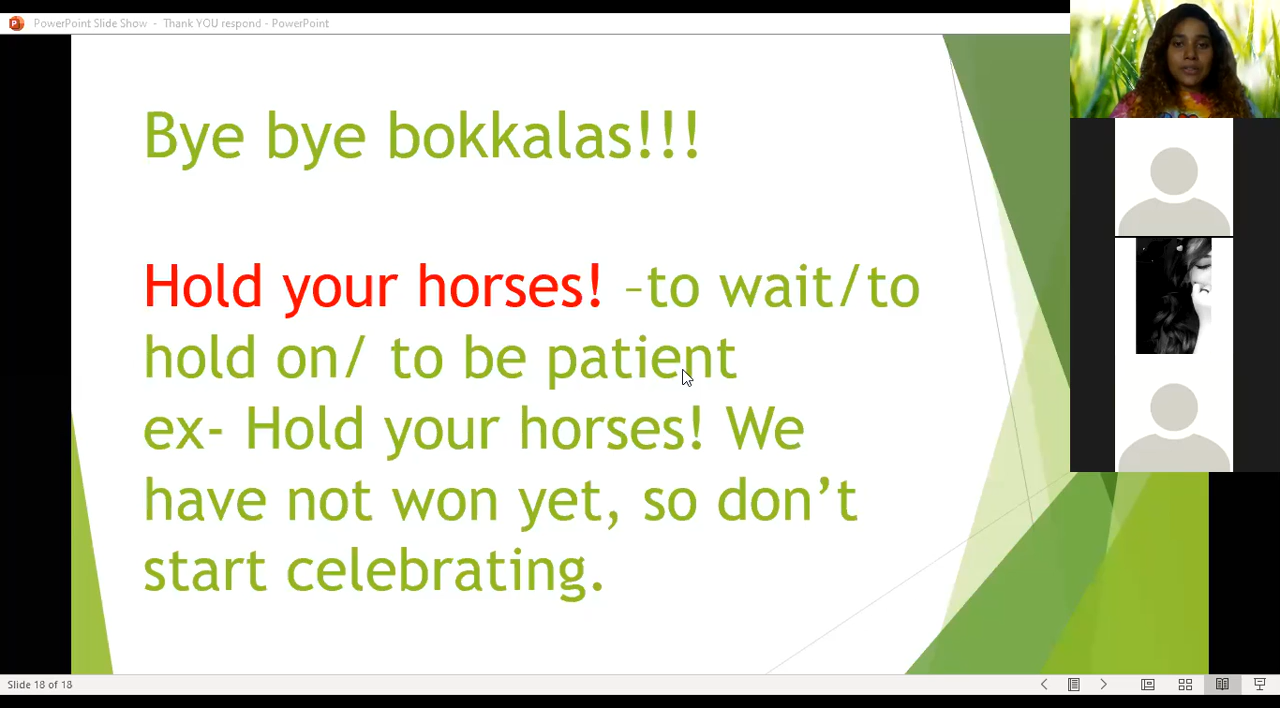 PowerPoint Slide Show - Thank YOU respond - PowerPoint
Bye bye bokkalas!!!
Hold your horses! –to wait/to
hold on/ to be patient
ex- Hold your horses! We
have not won yet, so don’t
start celebrating.
Slide 18 of 18